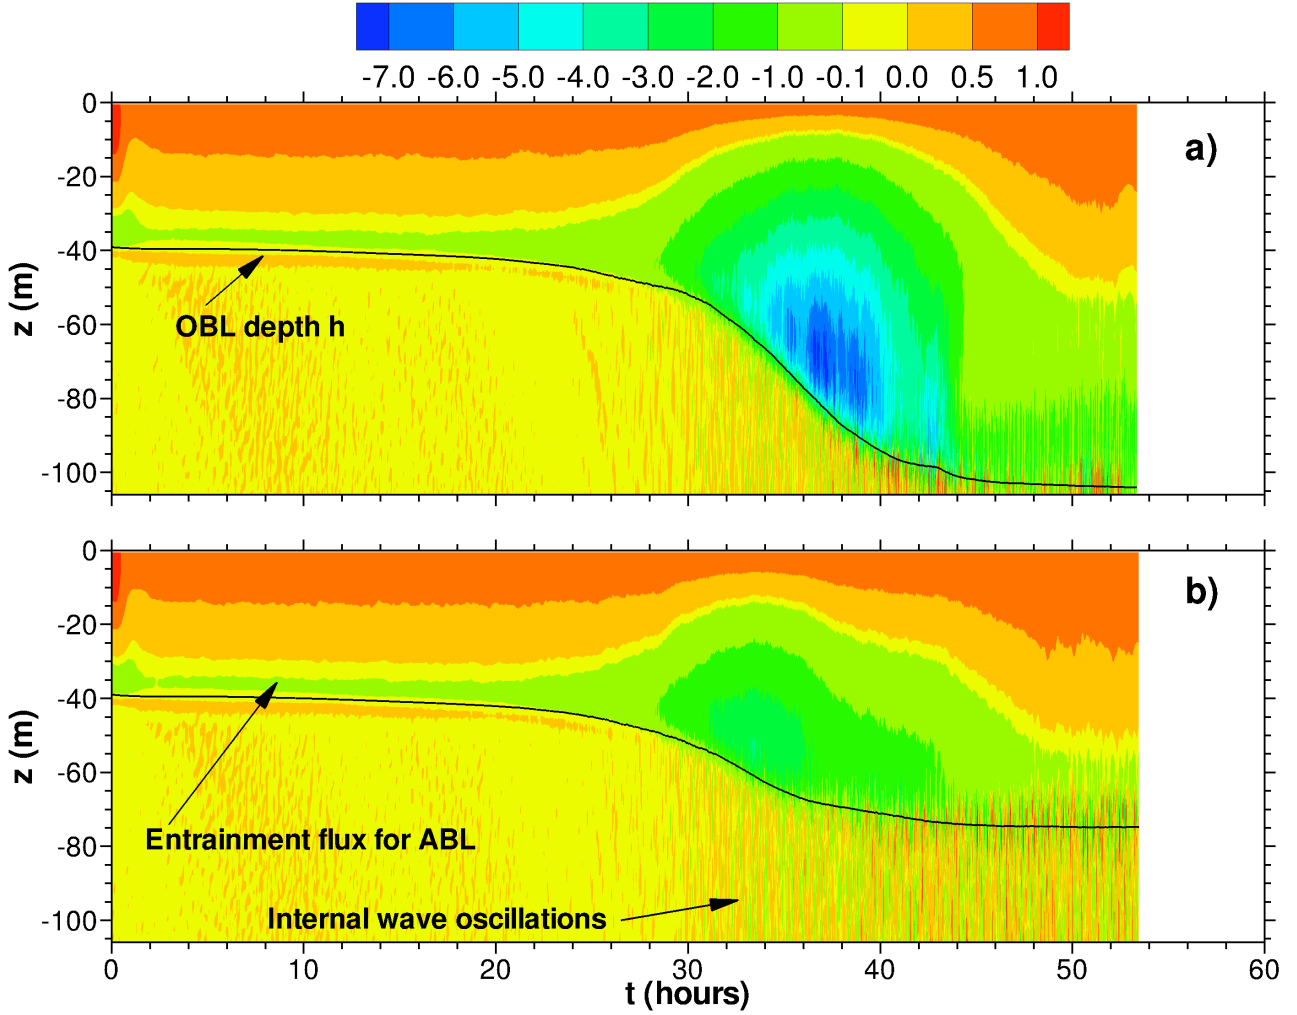 -7.0 -6.0 -5.0 -4.0 -3.0 -2.0 -1.0 -0.1 0.0 0.5 1.0
0
a)
-20
-40
z (m)
OBL depth h
-60
-80
-100
0
b)
-20
-40
z (m)
-60
Entrainment flux for ABL
-80
Internal wave oscillations
-100
0 10 20 30 40 50 60
t (hours)